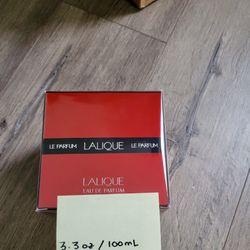 LE PARFUM LALIQUE LE PARFUM
LALIQUE
EAU DE PARFUM
3.3 oz / 100mL